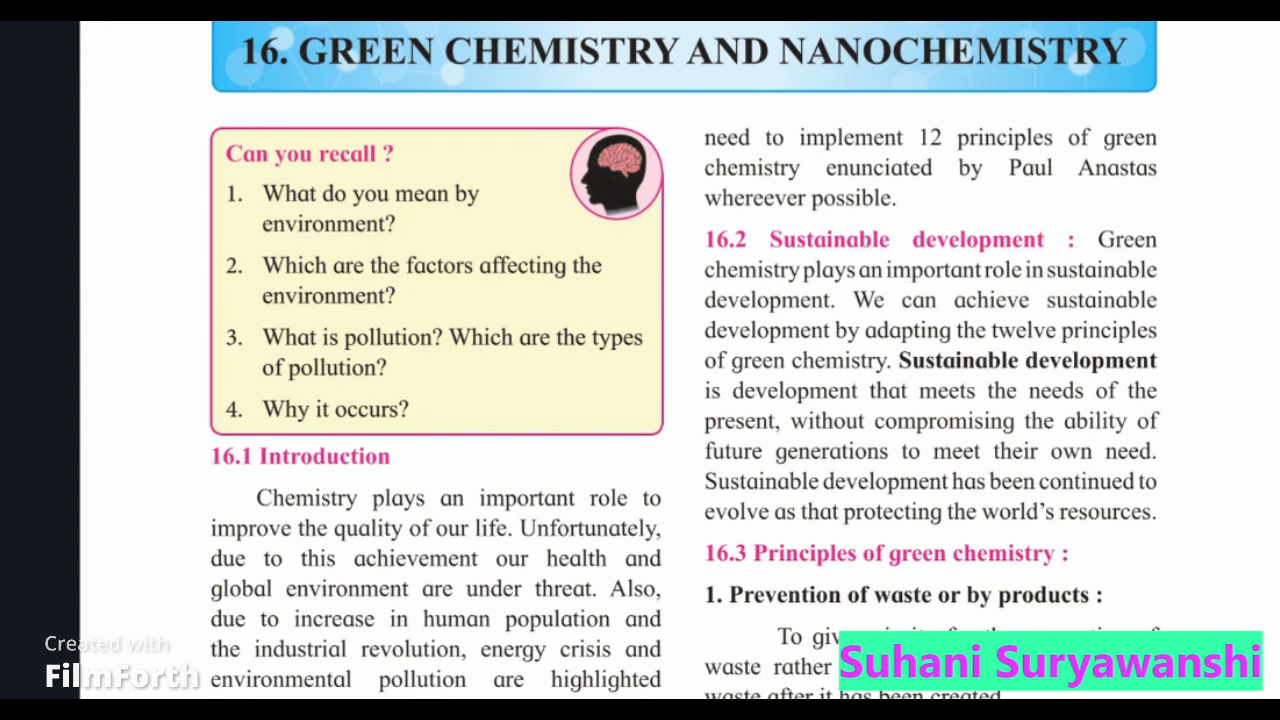 16. GREEN CHEMISTRY AND NANOCHEMISTRY
Can you recall ?
1. What do you mean by
environment?
2. Which are the factors affecting the
environment?
3. What is pollution? Which are the types
of pollution?
4. Why it occurs?
16.1 Introduction
Chemistry plays an important role to
improve the quality of our life. Unfortunately,
due to this achievement our health and
global environment are under threat. Also,
due to increase in human population and
the industrial revolution, energy crisis and
environmental pollution are highlighted
need to implement 12 principles of green
chemistry enunciated by Paul Anastas
whereever possible.
16.2 Sustainable development : Green
chemistry plays an important role in sustainable
development. We can achieve sustainable
development by adapting the twelve principles
of green chemistry. Sustainable development
is development that meets the needs of the
present, without compromising the ability of
future generations to meet their own need.
Sustainable development has been continued to
evolve as that protecting the world's resources.
16.3 Principles of green chemistry :
1. Prevention of waste or by products :
To
waste rather
waste after it has been created
Created with
FilmForth
Suhani Suryawanshi